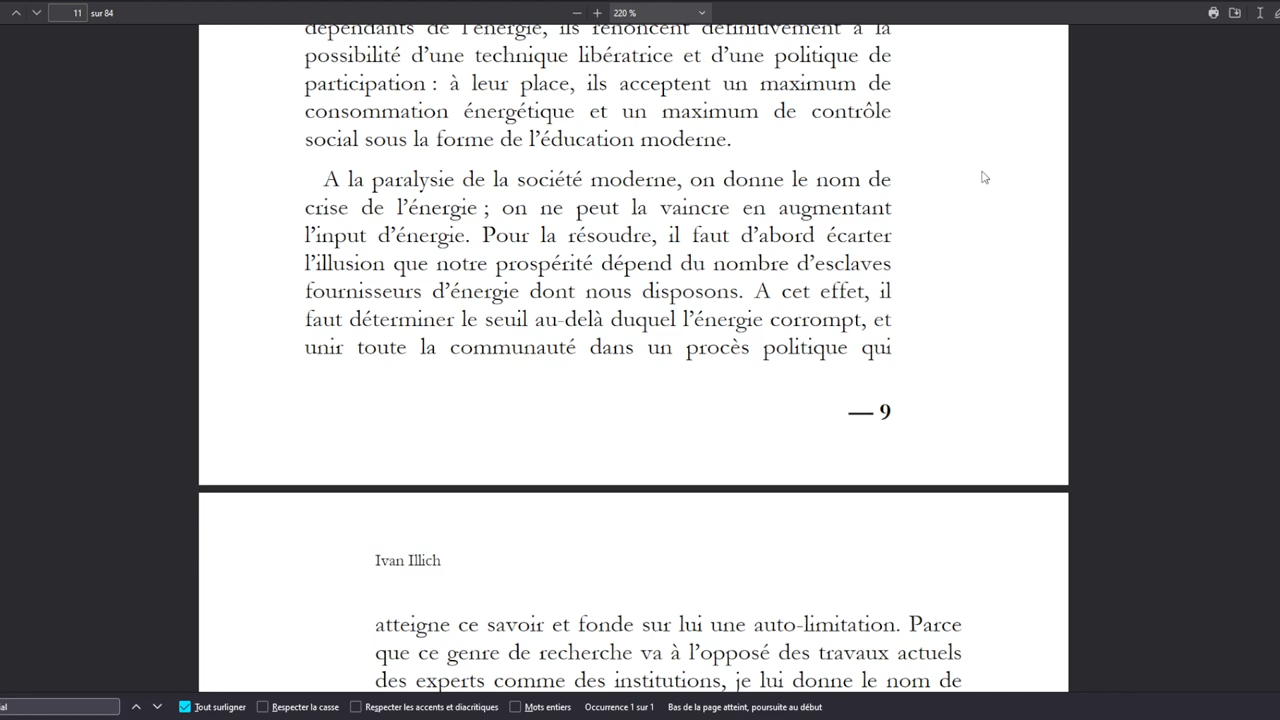 11 sur 84
220 %
dépendants de l'énergie, ils renoncent définitivement à la
possibilité d'une technique libératrice et d'une politique de
participation : à leur place, ils acceptent un maximum de
consommation énergétique et un maximum de contrôle
social sous la forme de l'éducation moderne.
A la paralysie de la société moderne, on donne le nom de
crise de l'énergie ; on ne peut la vaincre en augmentant
l'input d'énergie. Pour la résoudre, il faut d'abord écarter
l'illusion que notre prospérité dépend du nombre d'esclaves
fournisseurs d'énergie dont nous disposons. A cet effet, il
faut déterminer le seuil au-delà duquel l'énergie corrompt, et
unir toute la communauté dans un procès politique qui
— 9
Ivan Illich
atteigne ce savoir et fonde sur lui une auto-limitation. Parce
que ce genre de recherche va à l'opposé des travaux actuels
des experts comme des institutions, je lui donne le nom de
ial
Tout surligner
Respecter la casse
Respecter les accents et diacritiques
Mots entiers
Occurrence 1 sur 1
Bas de la page atteint, poursuite au début